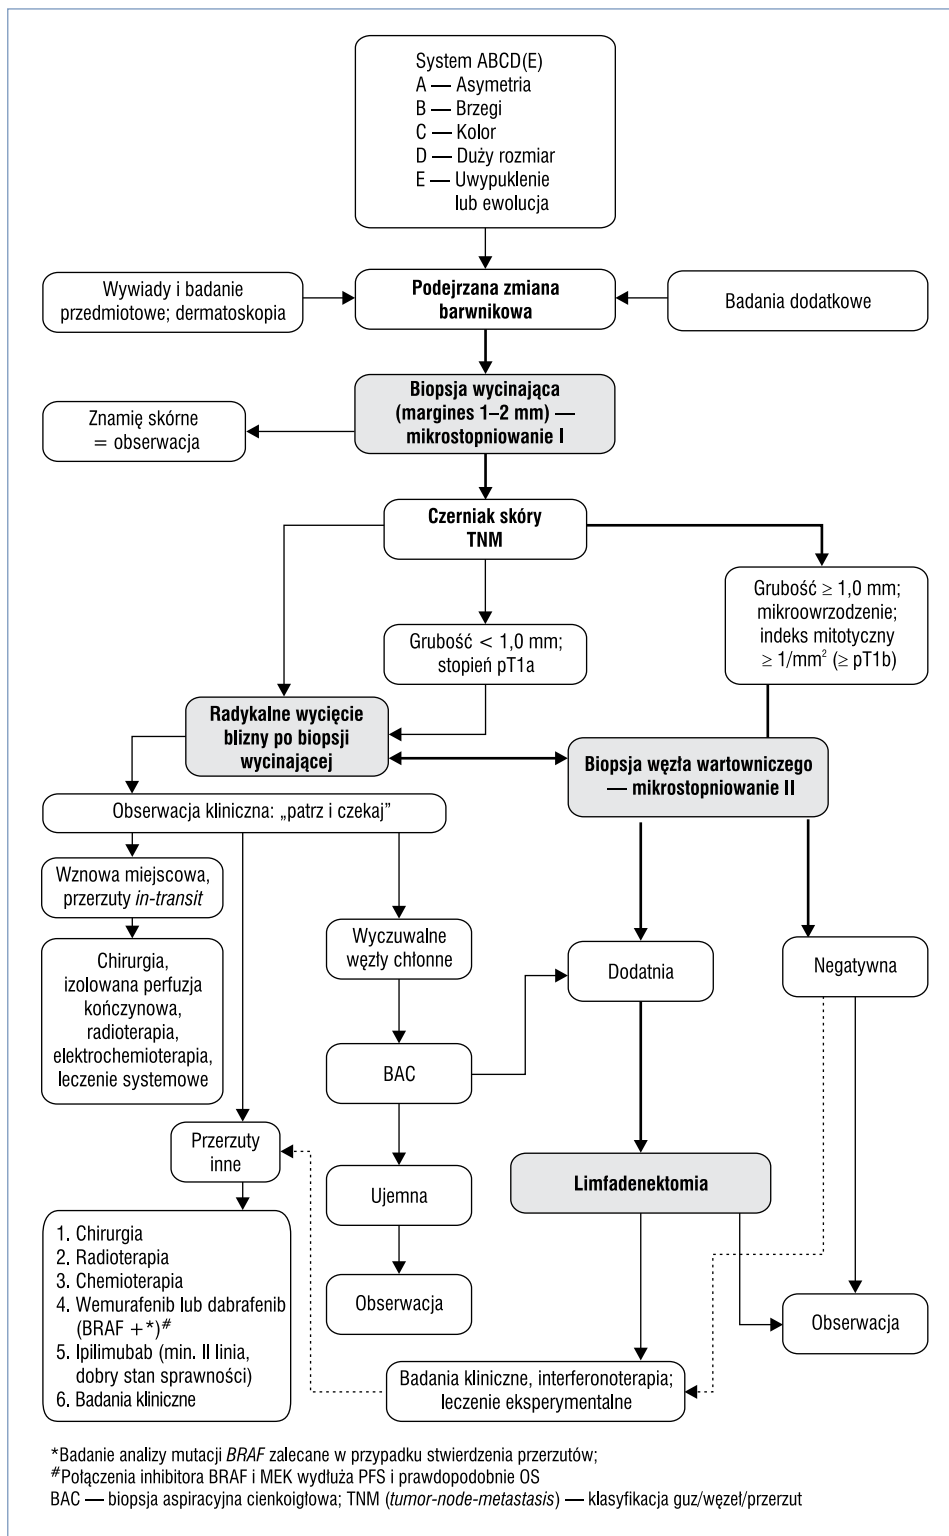 System ABCD(E)
A — Asymetria
B — Brzegi
C — Kolor
D — Duży rozmiar
E — Uwypuklenie
lub ewolucja
Wywiady i badanie
przedmiotowe; dermatoskopia
Podejrzana zmiana
barwnikowa
Badania dodatkowe
Biopsja wycinająca
(margines 1–2 mm) —
mikrostopniowanie I
Znamię skórne
= obserwacja
Czerniak skóry
TNM
Grubość < 1,0 mm;
stopień pT1a
Grubość ≥ 1,0 mm;
mikroowrzodzenie;
indeks mitotyczny
≥ 1/mm² (≥ pT1b)
Radykalne wycięcie
blizny po biopsji
wycinającej
Biopsja węzła wartowniczego
— mikrostopniowanie II
Obserwacja kliniczna: „patrz i czekaj”
Wznowa miejscowa,
przerzuty in-transit
Chirurgia,
izolowana perfuzja
kończynowa,
radioterapia,
elektrochemioterapia,
leczenie systemowe
Wyczuwalne
węzły chłonne
Dodatnia
Negatywna
BAC
Przerzuty
inne
Ujemna
Limfadenektomia
1. Chirurgia
2. Radioterapia
3. Chemioterapia
4. Wemurafenib lub dabrafenib
(BRAF +*)#
5. Ipilimubab (min. II linia,
dobry stan sprawności)
6. Badania kliniczne
Obserwacja
Obserwacja
Badania kliniczne, interferonoterapia;
leczenie eksperymentalne
*Badanie analizy mutacji BRAF zalecane w przypadku stwierdzenia przerzutów;
#Połączenia inhibitora BRAF i MEK wydłuża PFS i prawdopodobnie OS
BAC — biopsja aspiracyjna cienkoigłowa; TNM (tumor-node-metastasis) — klasyfikacja guz/węzeł/przerzut